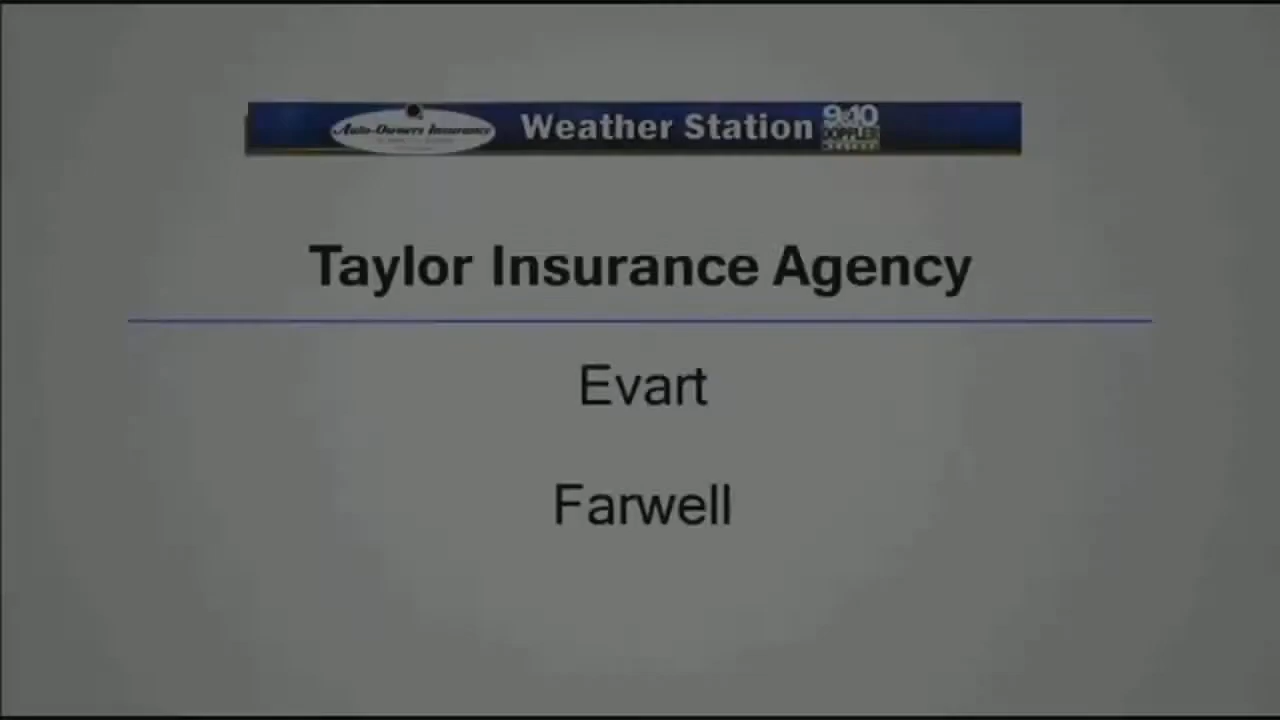 Auto-Owners Insurance
Weather Station
9&10
DOPPLER
Taylor Insurance Agency
Evart
Farwell